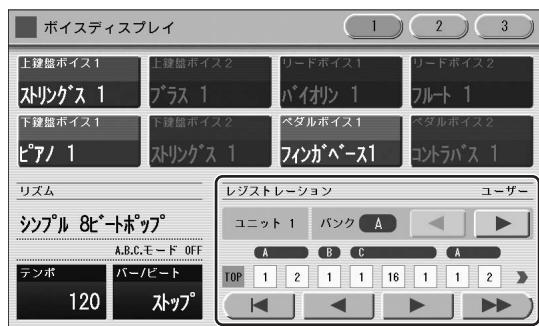 ボイスディスプレイ 1 2 3
上鍵盤ボイス1 上鍵盤ボイス2 リードボイス1 リードボイス2
ストリングス 1 ブラス 1 バイオリン 1 フルート 1
下鍵盤ボイス1 下鍵盤ボイス2 ペダルボイス1 ペダルボイス2
ピアノ 1 ストリングス 1 フィンガーベース1 コントラバス 1
リズム
シンプル 8ビートポップ
A.B.C.モード OFF
テンポ バー/ビート
120 ストップ
レジストレーション ユーザー
ユニット 1 バンク A
A B C A
TOP 1 2 1 1 16 1 1 2